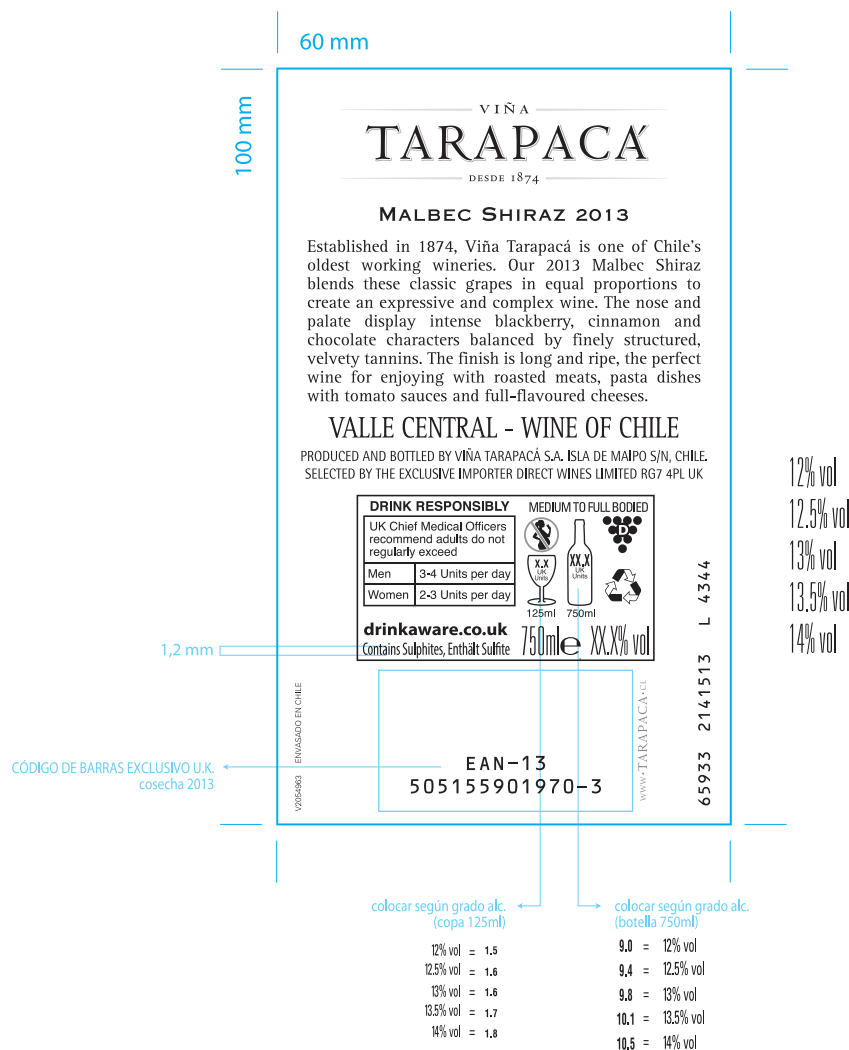 60 mm
100 mm
VIÑA
TARAPACÁ
DESDE 1874
MALBEC SHIRAZ 2013
Established in 1874, Viña Tarapacá is one of Chile's
oldest working wineries. Our 2013 Malbec Shiraz
blends these classic grapes in equal proportions to
create an expressive and complex wine. The nose and
palate display intense blackberry, cinnamon and
chocolate characters balanced by finely structured,
velvety tannins. The finish is long and ripe, the perfect
wine for enjoying with roasted meats, pasta dishes
with tomato sauces and full-flavoured cheeses.
VALLE CENTRAL - WINE OF CHILE
PRODUCED AND BOTTLED BY VIÑA TARAPACÁ S.A. ISLA DE MAIPO S/N, CHILE.
SELECTED BY THE EXCLUSIVE IMPORTER DIRECT WINES LIMITED RG7 4PL UK
DRINK RESPONSIBLY
UK Chief Medical Officers
recommend adults do not
regularly exceed
Men 3-4 Units per day
Women 2-3 Units per day
drinkaware.co.uk
Contains Sulphites, Enthält Sulfite
MEDIUM TO FULL BODIED
D
X.X
UK
Units
125ml
XX.X
UK
Units
750ml
750ml e XX.X% vol
12% vol
12.5% vol
13% vol
13.5% vol
14% vol
1,2 mm
V2054963 ENVASADO EN CHILE
EAN-13
505155901970-3
WWW•TARAPACA•CL
65933 2141513 L 4344
CÓDIGO DE BARRAS EXCLUSIVO U.K.
cosecha 2013
colocar según grado alc.
(copa 125ml)
12% vol = 1.5
12.5% vol = 1.6
13% vol = 1.6
13.5% vol = 1.7
14% vol = 1.8
colocar según grado alc.
(botella 750ml)
9.0 = 12% vol
9.4 = 12.5% vol
9.8 = 13% vol
10.1 = 13.5% vol
10.5 = 14% vol